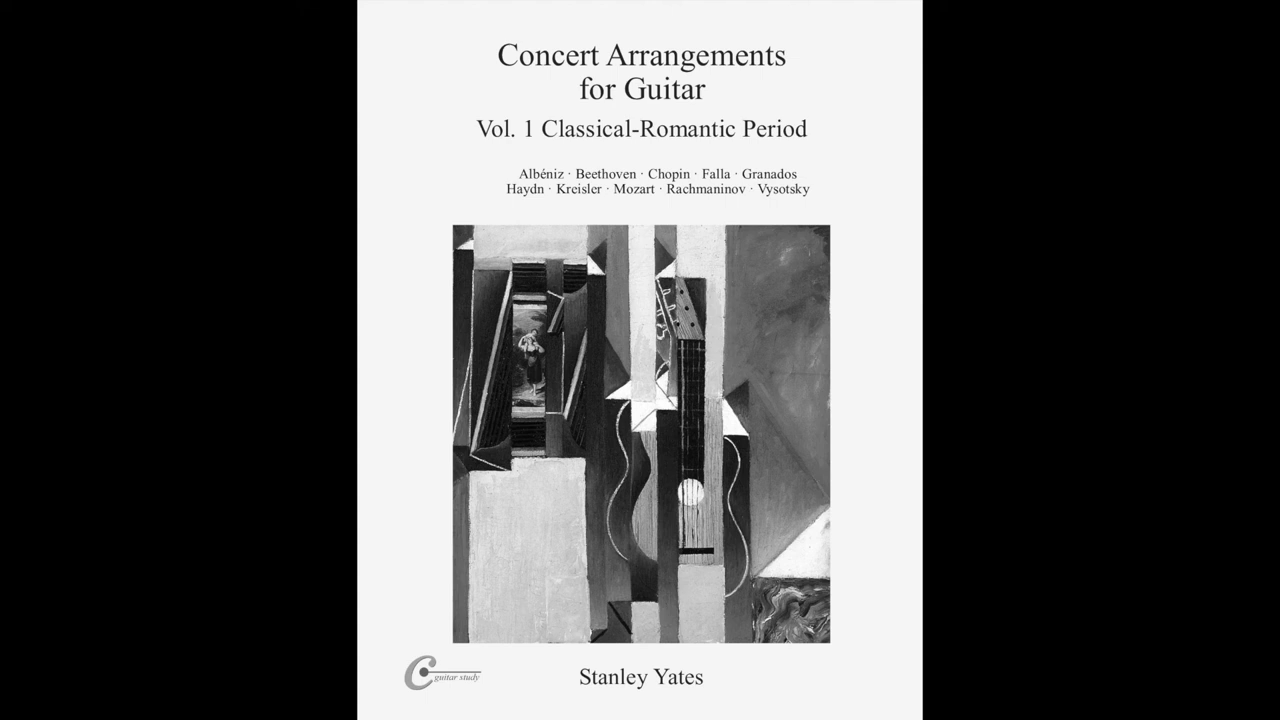 Concert Arrangements
for Guitar
Vol. 1 Classical-Romantic Period
Albéniz · Beethoven · Chopin · Falla · Granados
Haydn · Kreisler · Mozart · Rachmaninov · Vysotsky
C guitar study
Stanley Yates